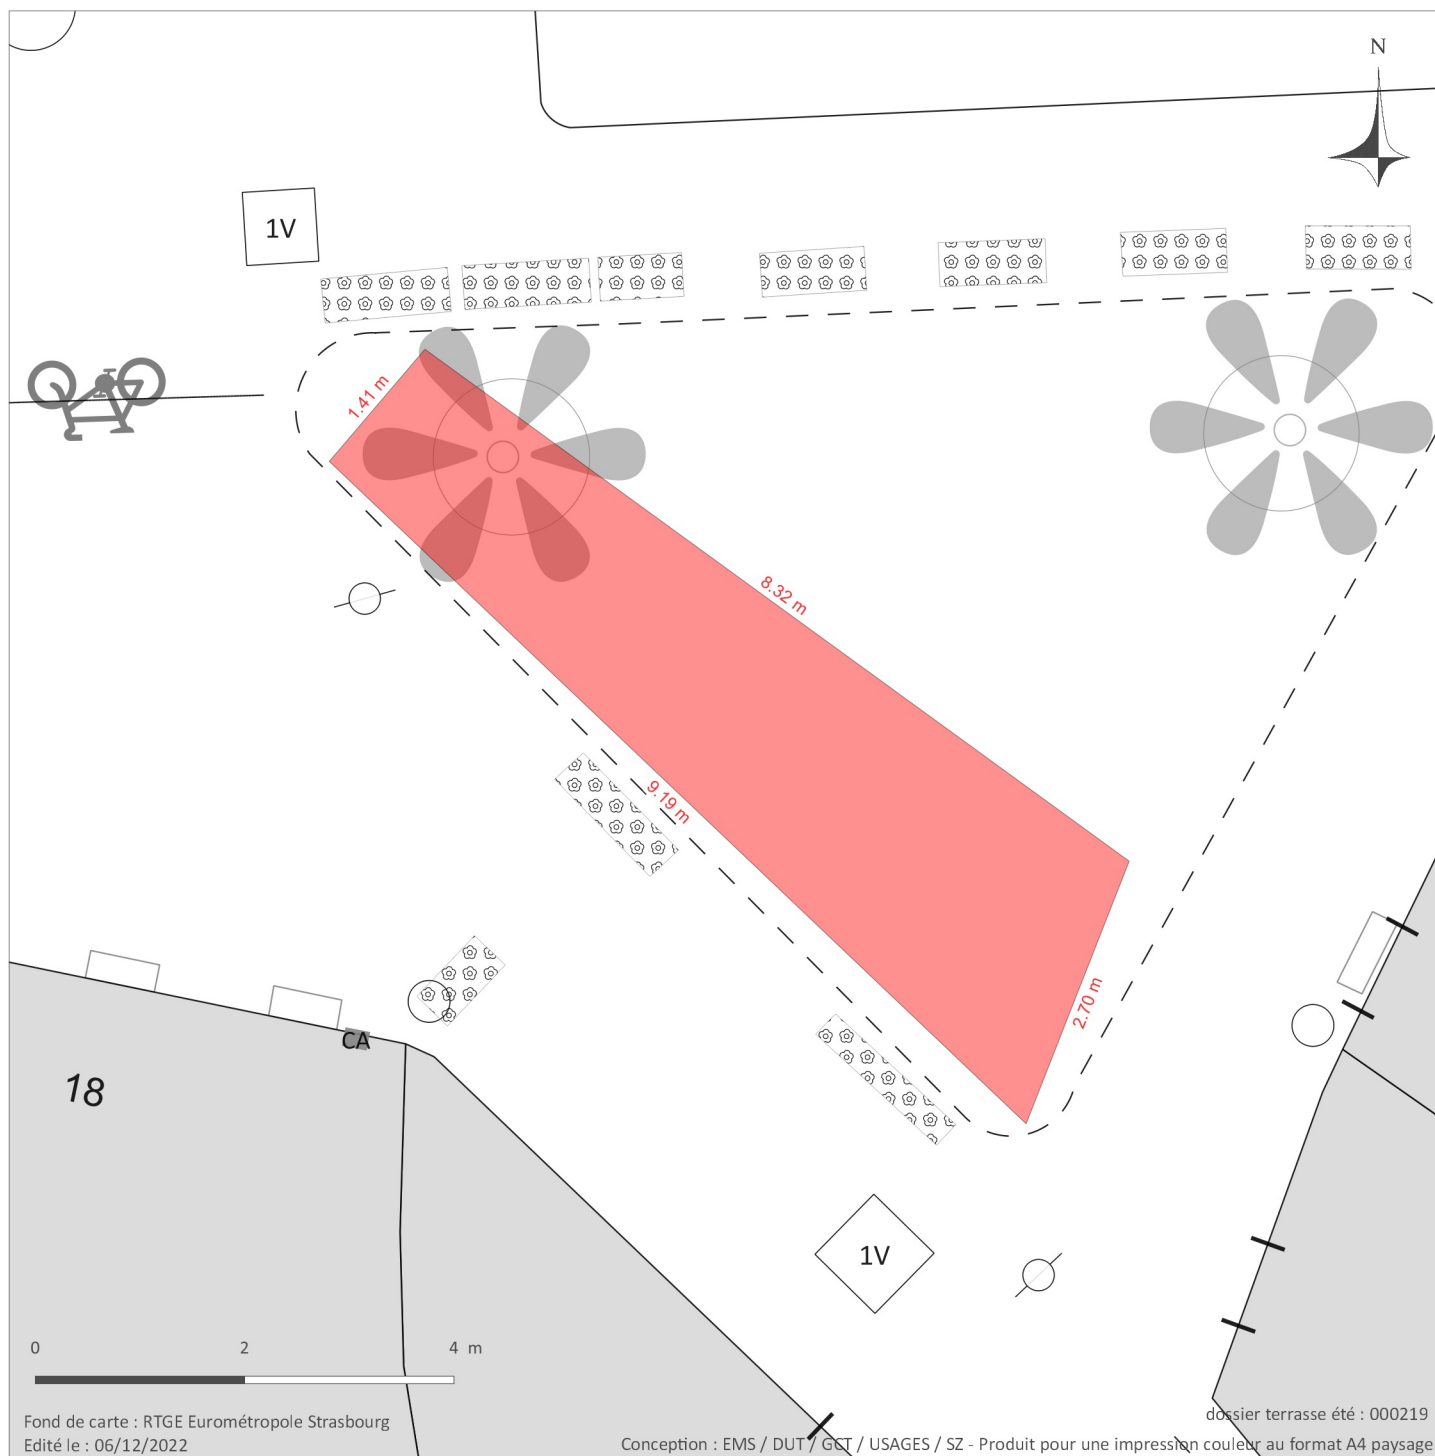 N
1V
1.41 m
8.32 m
9.19 m
2.70 m
CA
18
1V
0 2 4 m
Fond de carte : RTGE Eurométropole Strasbourg
Edité le : 06/12/2022
dossier terrasse été : 000219
Conception : EMS / DUT / GCT / USAGES / SZ - Produit pour une impression couleur au format A4 paysage